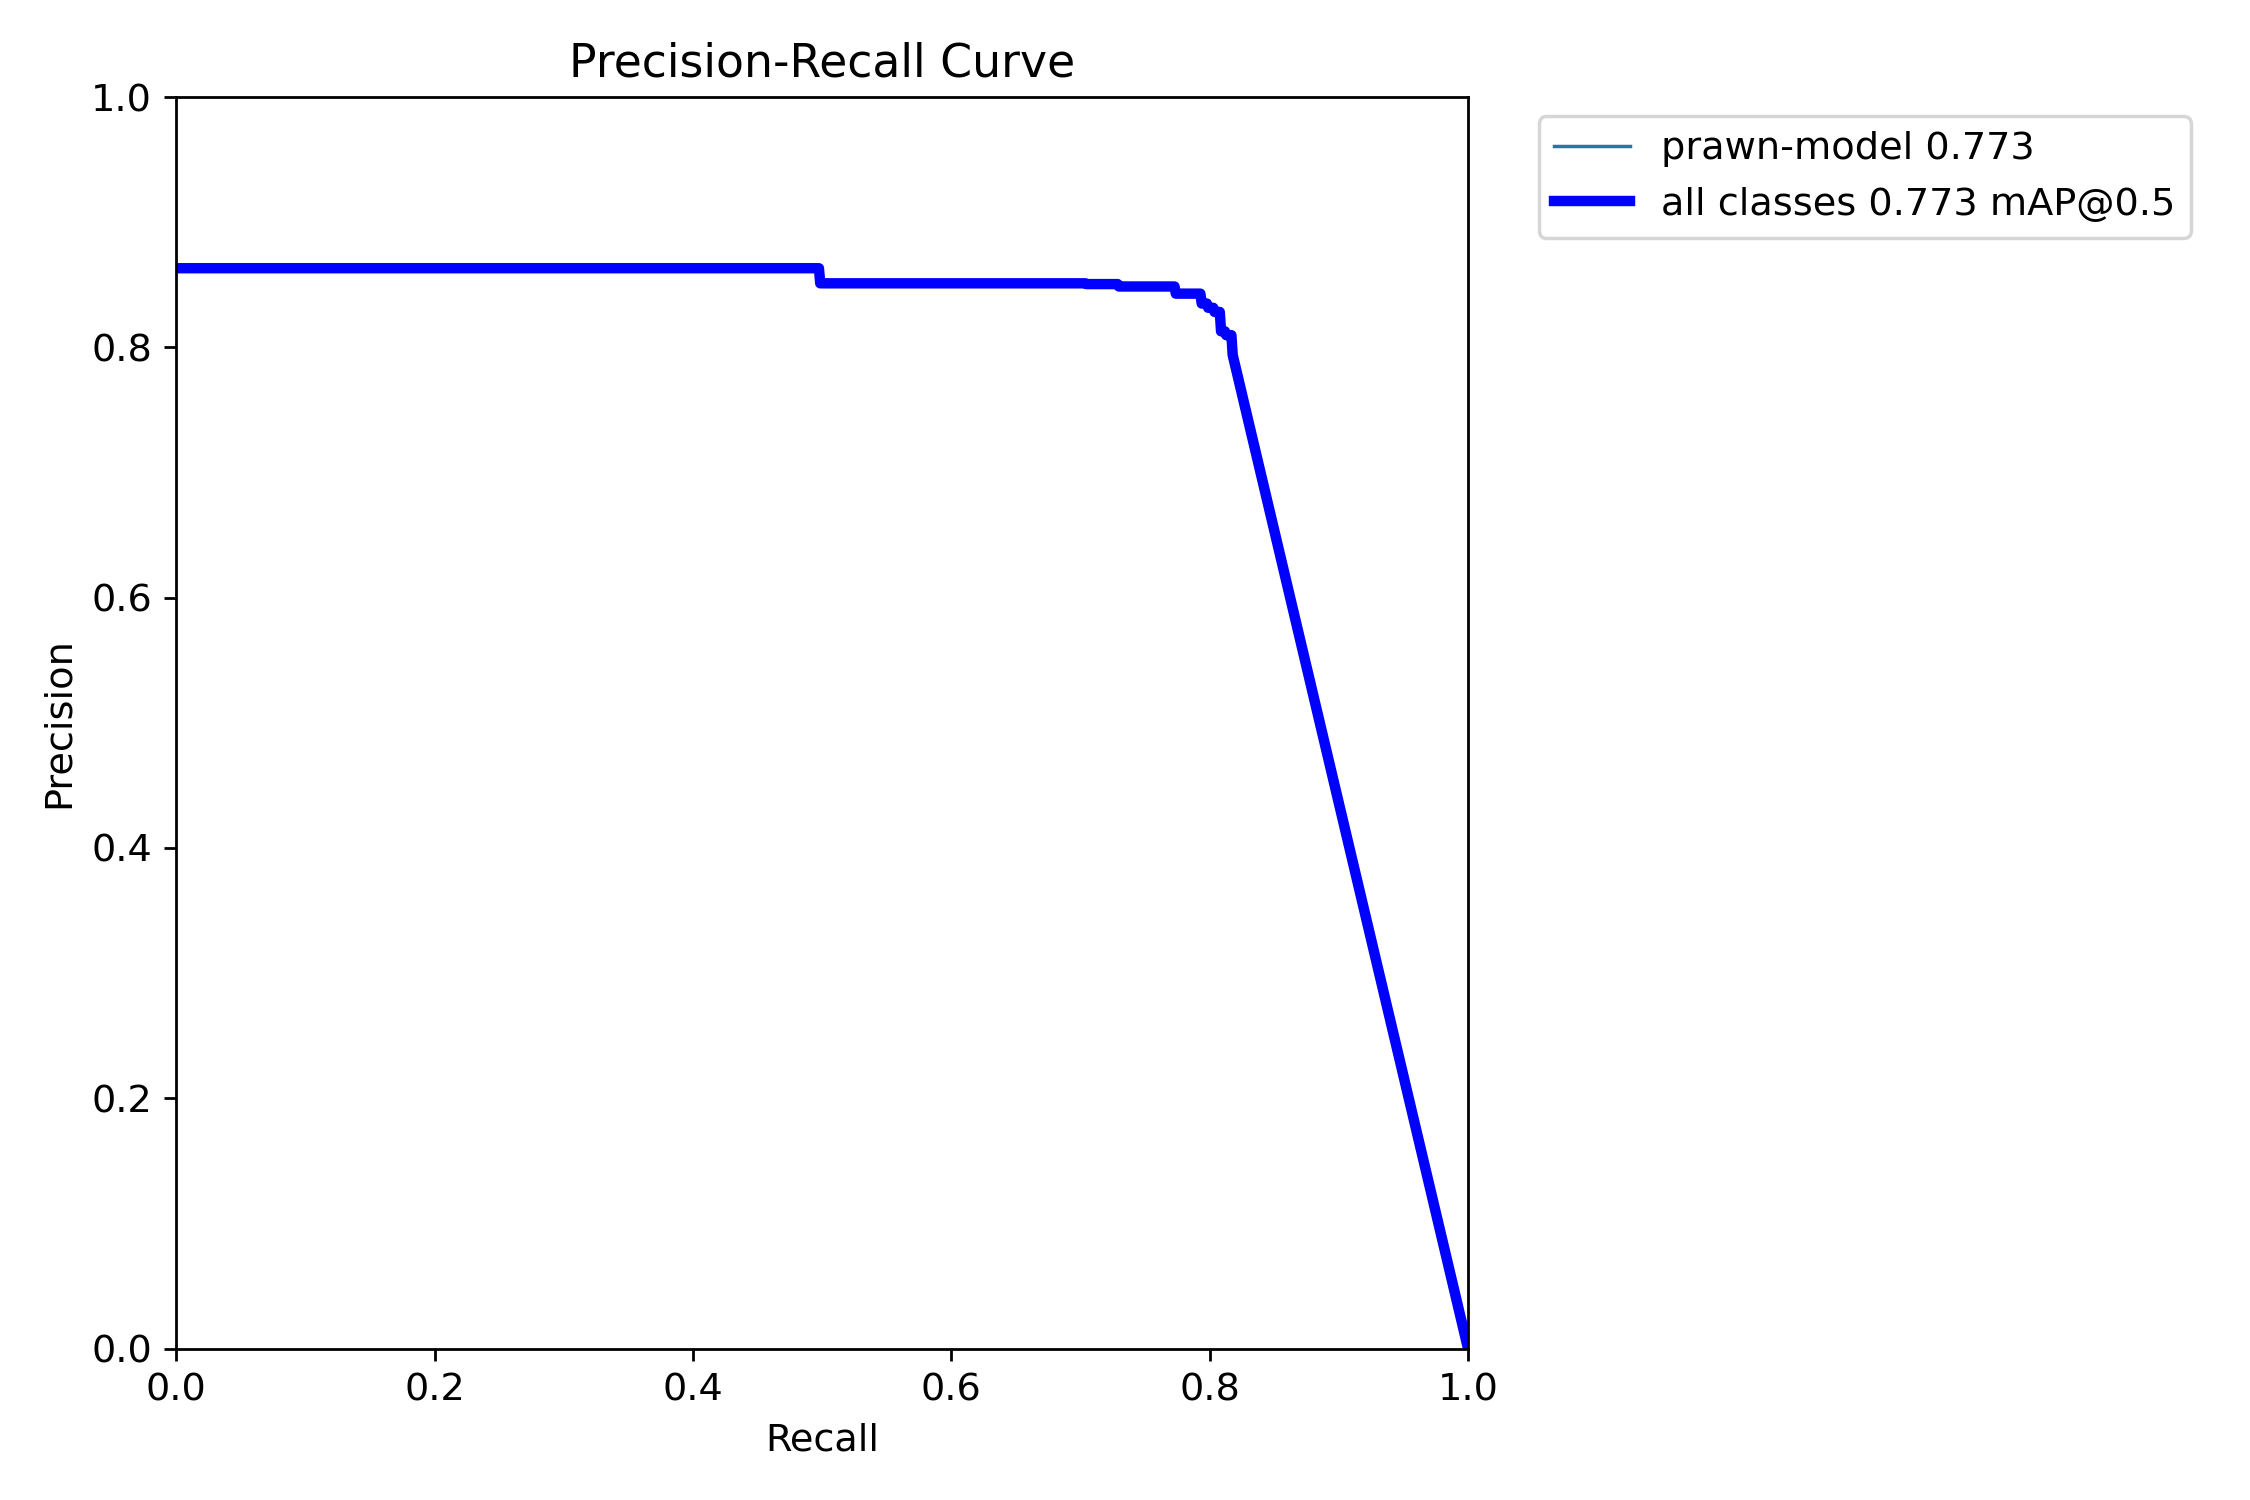 Precision-Recall Curve
prawn-model 0.773
all classes 0.773 mAP@0.5
Precision
1.0
0.8
0.6
0.4
0.2
0.0
0.0 0.2 0.4 0.6 0.8 1.0
Recall